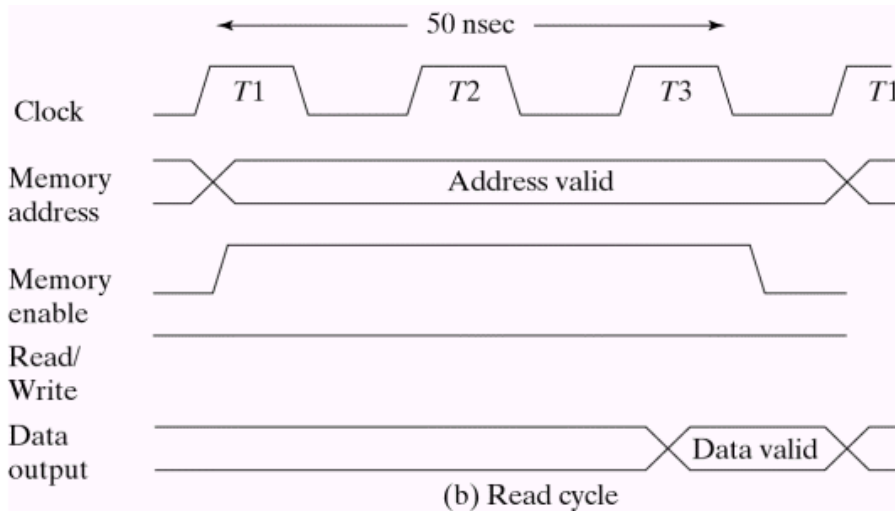 50 nsec
Clock
T1 T2 T3 T1
Memory
address
Address valid
Memory
enable
Read/
Write
Data
output
Data valid
(b) Read cycle